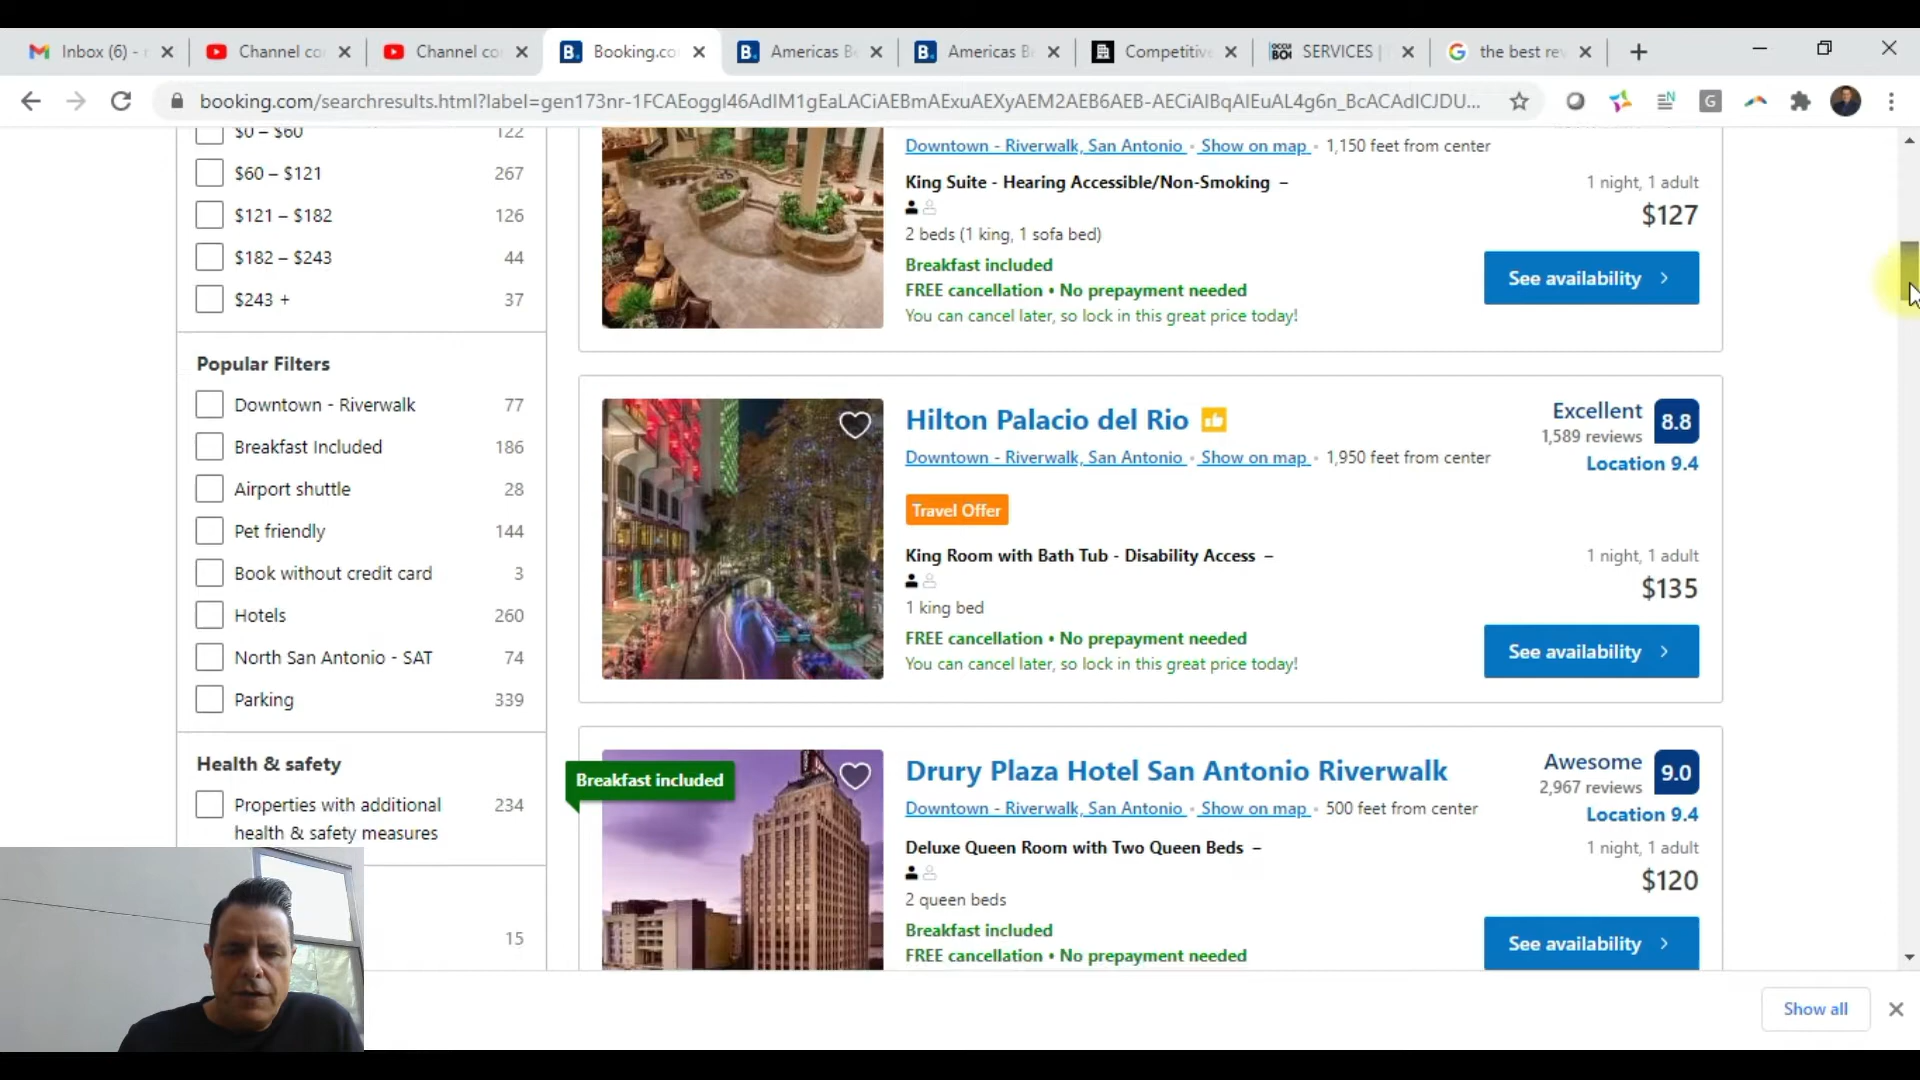 Inbox (6) -
Channel co
Channel co
Booking.co
Americas B
Americas B
Competitive
SERVICES |
the best rev
booking.com/searchresults.html?label=gen173nr-1FCAEoggI46AdIM1gEaLACiAEBmAExuAEXyAEM2AEB6AEB-AECiAIBqAIEuAL4g6n_BcACAdICJDU...
$0 – $60 122
$60 – $121 267
$121 – $182 126
$182 – $243 44
$243 + 37
Popular Filters
Downtown - Riverwalk 77
Breakfast Included 186
Airport shuttle 28
Pet friendly 144
Book without credit card 3
Hotels 260
North San Antonio - SAT 74
Parking 339
Health & safety
Properties with additional 234
health & safety measures
15
Downtown - Riverwalk, San Antonio • Show on map • 1,150 feet from center
King Suite - Hearing Accessible/Non-Smoking –
1 night, 1 adult
$127
2 beds (1 king, 1 sofa bed)
Breakfast included
FREE cancellation • No prepayment needed
You can cancel later, so lock in this great price today!
See availability
Hilton Palacio del Rio
Excellent 8.8
1,589 reviews
Location 9.4
Downtown - Riverwalk, San Antonio • Show on map • 1,950 feet from center
Travel Offer
King Room with Bath Tub - Disability Access –
1 night, 1 adult
$135
1 king bed
FREE cancellation • No prepayment needed
You can cancel later, so lock in this great price today!
See availability
Breakfast included
Drury Plaza Hotel San Antonio Riverwalk
Awesome 9.0
2,967 reviews
Location 9.4
Downtown - Riverwalk, San Antonio • Show on map • 500 feet from center
Deluxe Queen Room with Two Queen Beds –
1 night, 1 adult
$120
2 queen beds
Breakfast included
FREE cancellation • No prepayment needed
See availability
Show all